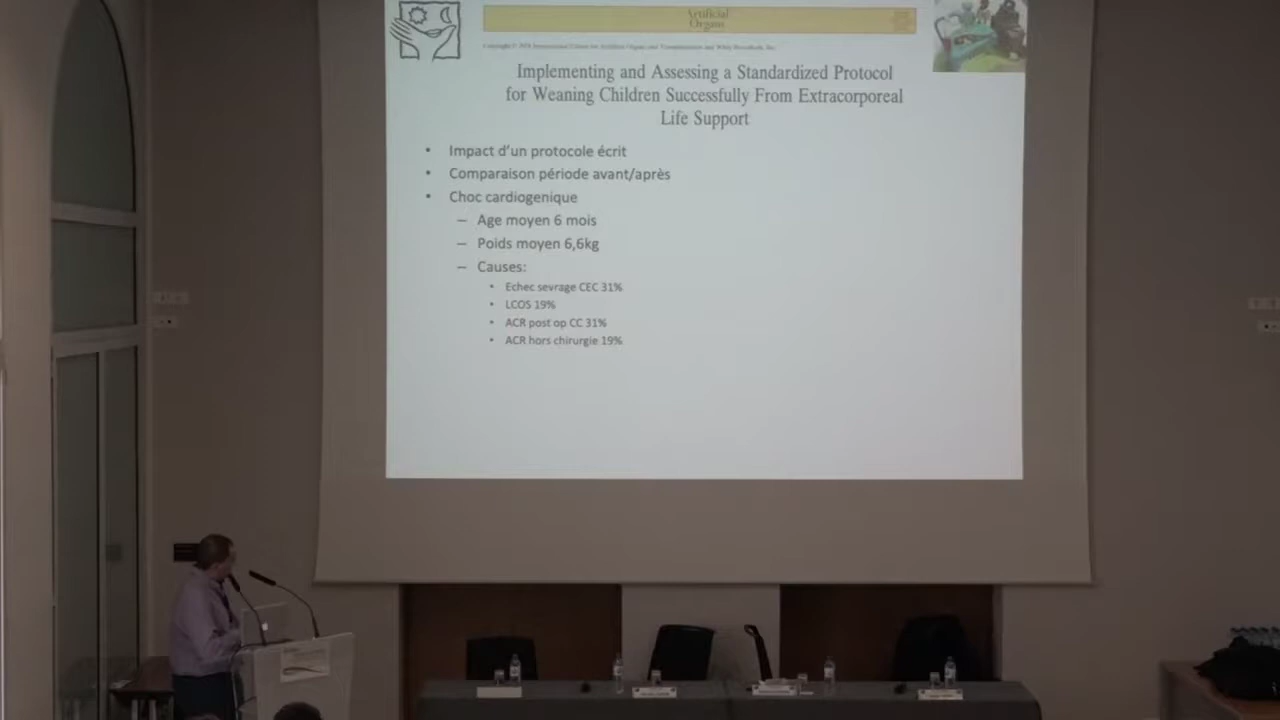 Artificial
Organs
Implementing and Assessing a Standardized Protocol
for Weaning Children Successfully From Extracorporeal
Life Support
• Impact d'un protocole écrit
• Comparaison période avant/après
• Choc cardiogenique
– Age moyen 6 mois
– Poids moyen 6,6kg
– Causes:
• Echec sevrage CEC 31%
• LCOS 19%
• ACR post op CC 31%
• ACR hors chirurgie 19%